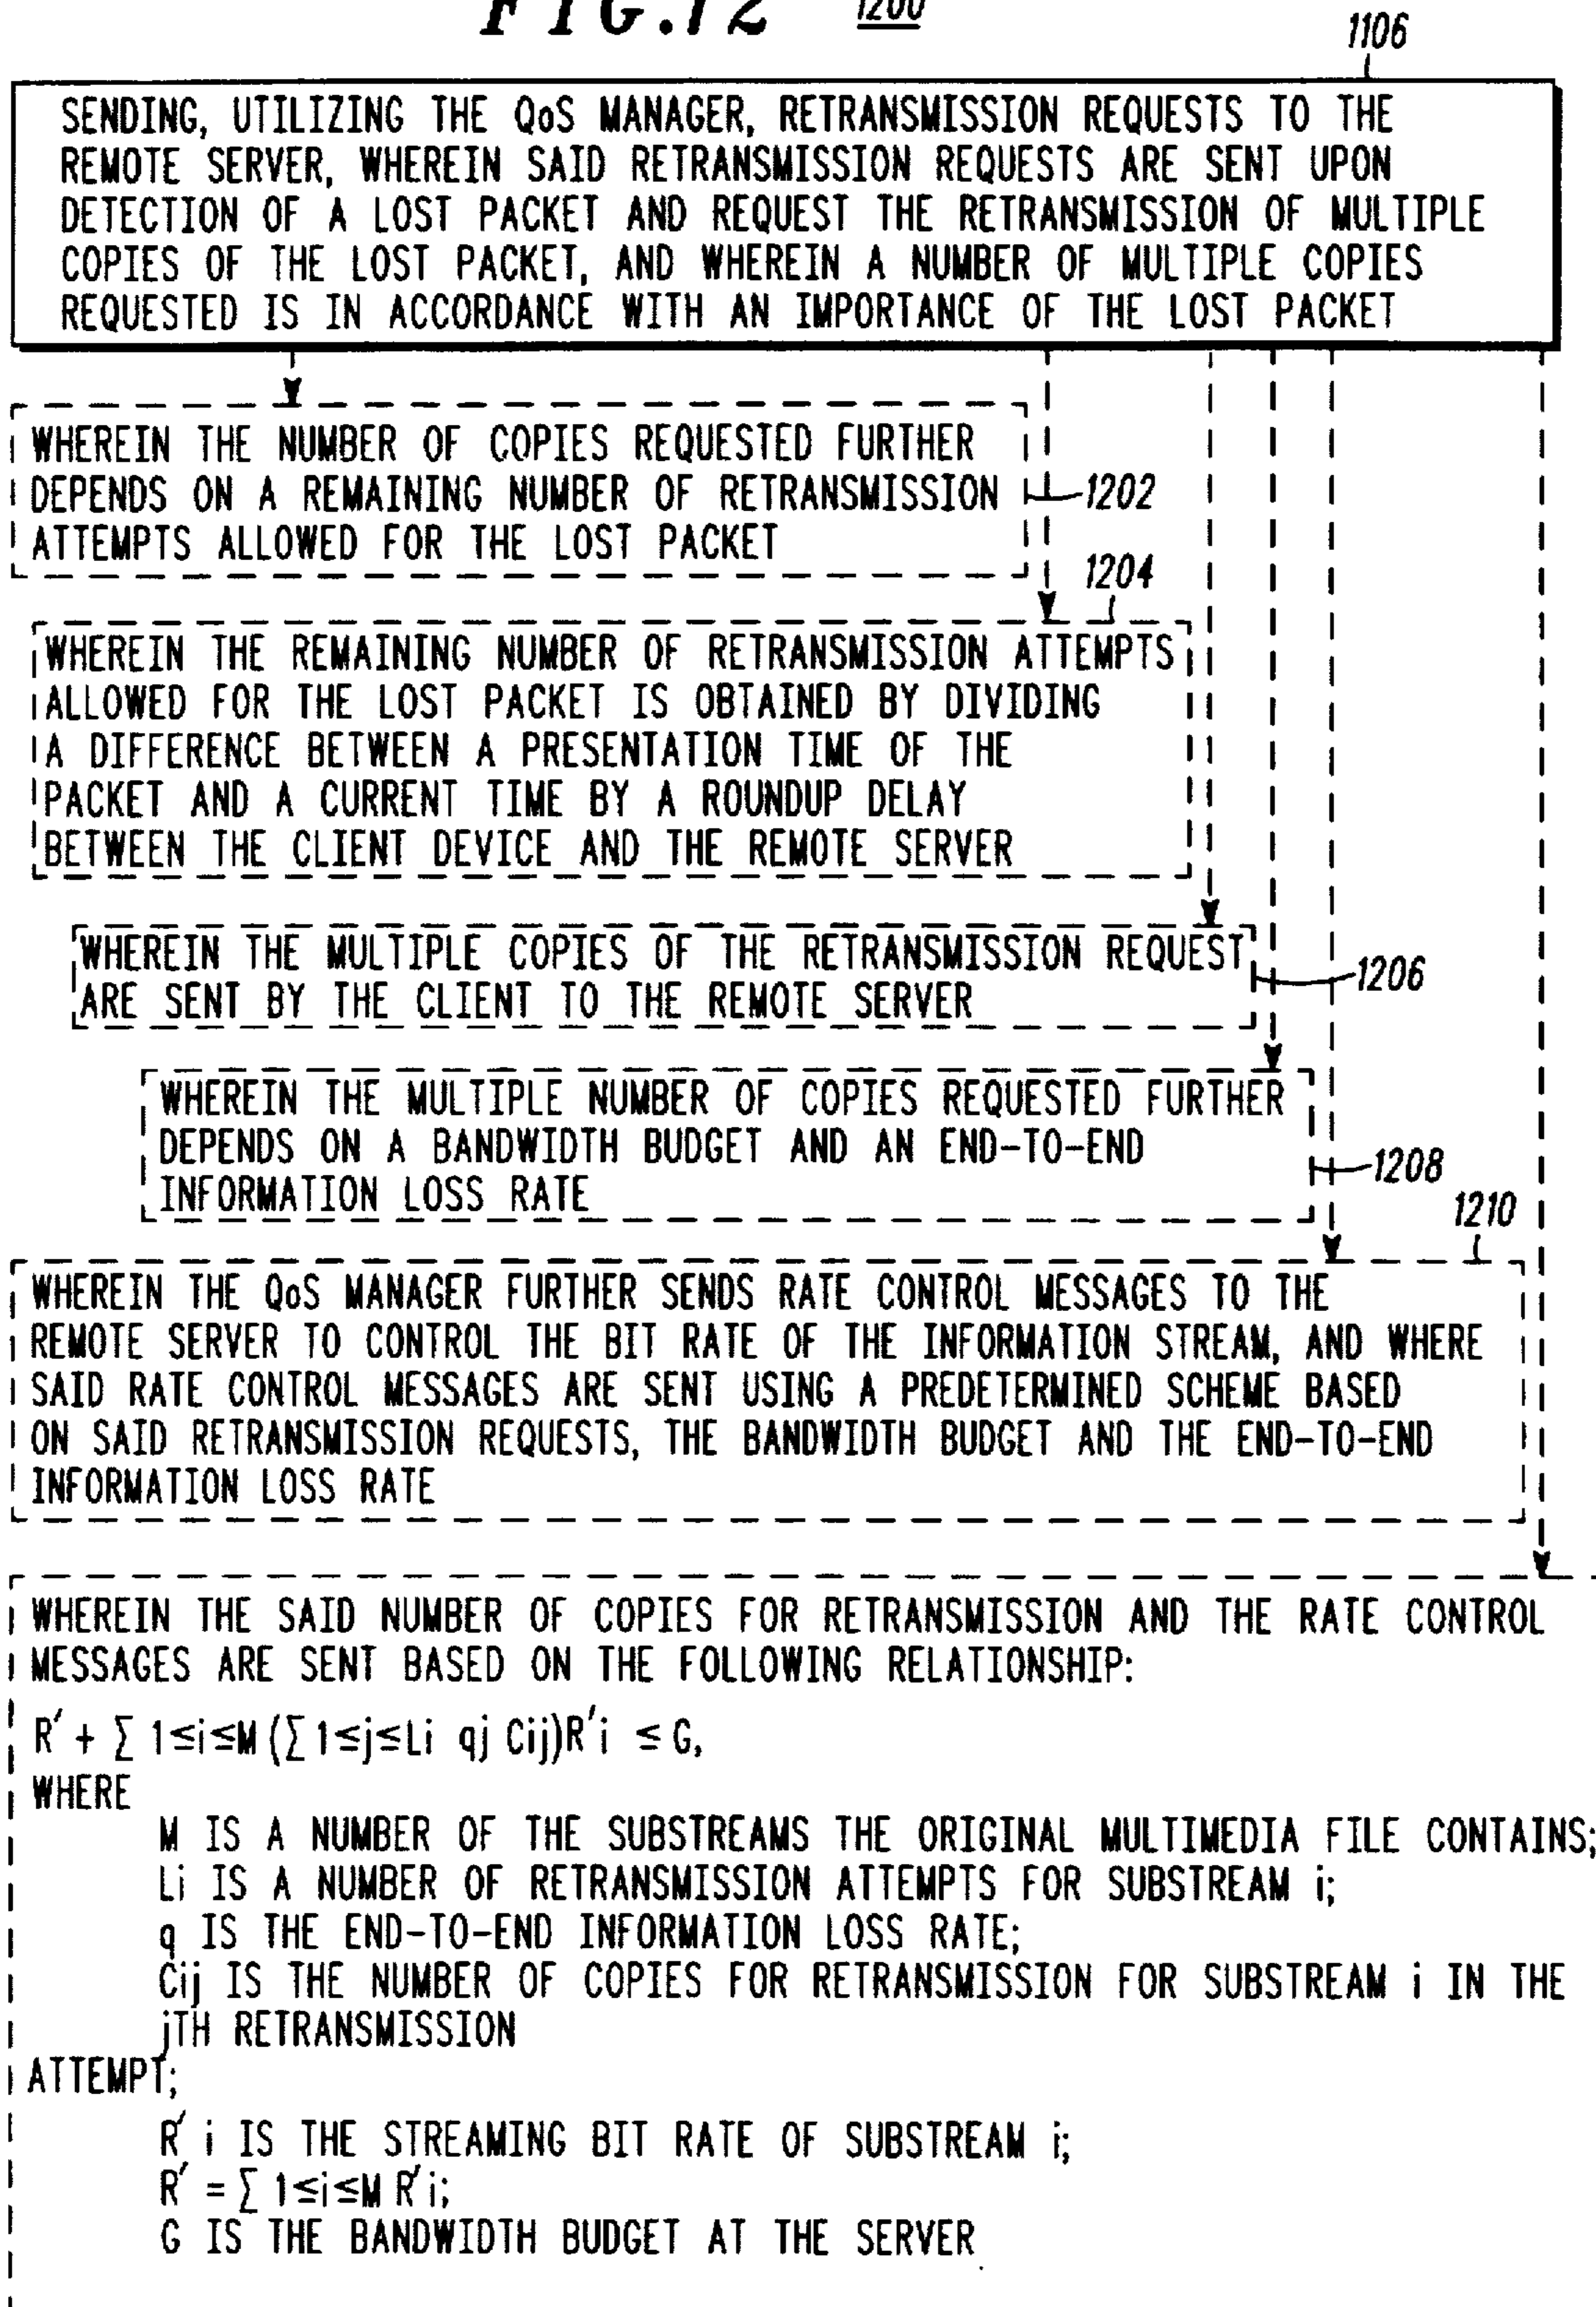 FIG.12 1200
1106
SENDING, UTILIZING THE QoS MANAGER, RETRANSMISSION REQUESTS TO THE
REMOTE SERVER, WHEREIN SAID RETRANSMISSION REQUESTS ARE SENT UPON
DETECTION OF A LOST PACKET AND REQUEST THE RETRANSMISSION OF MULTIPLE
COPIES OF THE LOST PACKET, AND WHEREIN A NUMBER OF MULTIPLE COPIES
REQUESTED IS IN ACCORDANCE WITH AN IMPORTANCE OF THE LOST PACKET
WHEREIN THE NUMBER OF COPIES REQUESTED FURTHER
DEPENDS ON A REMAINING NUMBER OF RETRANSMISSION
ATTEMPTS ALLOWED FOR THE LOST PACKET
1202
1204
WHEREIN THE REMAINING NUMBER OF RETRANSMISSION ATTEMPTS
ALLOWED FOR THE LOST PACKET IS OBTAINED BY DIVIDING
A DIFFERENCE BETWEEN A PRESENTATION TIME OF THE
PACKET AND A CURRENT TIME BY A ROUNDUP DELAY
BETWEEN THE CLIENT DEVICE AND THE REMOTE SERVER
WHEREIN THE MULTIPLE COPIES OF THE RETRANSMISSION REQUEST
ARE SENT BY THE CLIENT TO THE REMOTE SERVER
1206
WHEREIN THE MULTIPLE NUMBER OF COPIES REQUESTED FURTHER
DEPENDS ON A BANDWIDTH BUDGET AND AN END-TO-END
INFORMATION LOSS RATE
1208
1210
WHEREIN THE QoS MANAGER FURTHER SENDS RATE CONTROL MESSAGES TO THE
REMOTE SERVER TO CONTROL THE BIT RATE OF THE INFORMATION STREAM, AND WHERE
SAID RATE CONTROL MESSAGES ARE SENT USING A PREDETERMINED SCHEME BASED
ON SAID RETRANSMISSION REQUESTS, THE BANDWIDTH BUDGET AND THE END-TO-END
INFORMATION LOSS RATE
WHEREIN THE SAID NUMBER OF COPIES FOR RETRANSMISSION AND THE RATE CONTROL
MESSAGES ARE SENT BASED ON THE FOLLOWING RELATIONSHIP:
R′ + ∑ 1≤i≤M (∑ 1≤j≤Li qj Cij)R′i ≤ G,
WHERE
M IS A NUMBER OF THE SUBSTREAMS THE ORIGINAL MULTIMEDIA FILE CONTAINS;
Li IS A NUMBER OF RETRANSMISSION ATTEMPTS FOR SUBSTREAM i;
q IS THE END-TO-END INFORMATION LOSS RATE;
Cij IS THE NUMBER OF COPIES FOR RETRANSMISSION FOR SUBSTREAM i IN THE
jTH RETRANSMISSION
ATTEMPT;
R′ i IS THE STREAMING BIT RATE OF SUBSTREAM i;
R′ = ∑ 1≤i≤M R′i;
G IS THE BANDWIDTH BUDGET AT THE SERVER